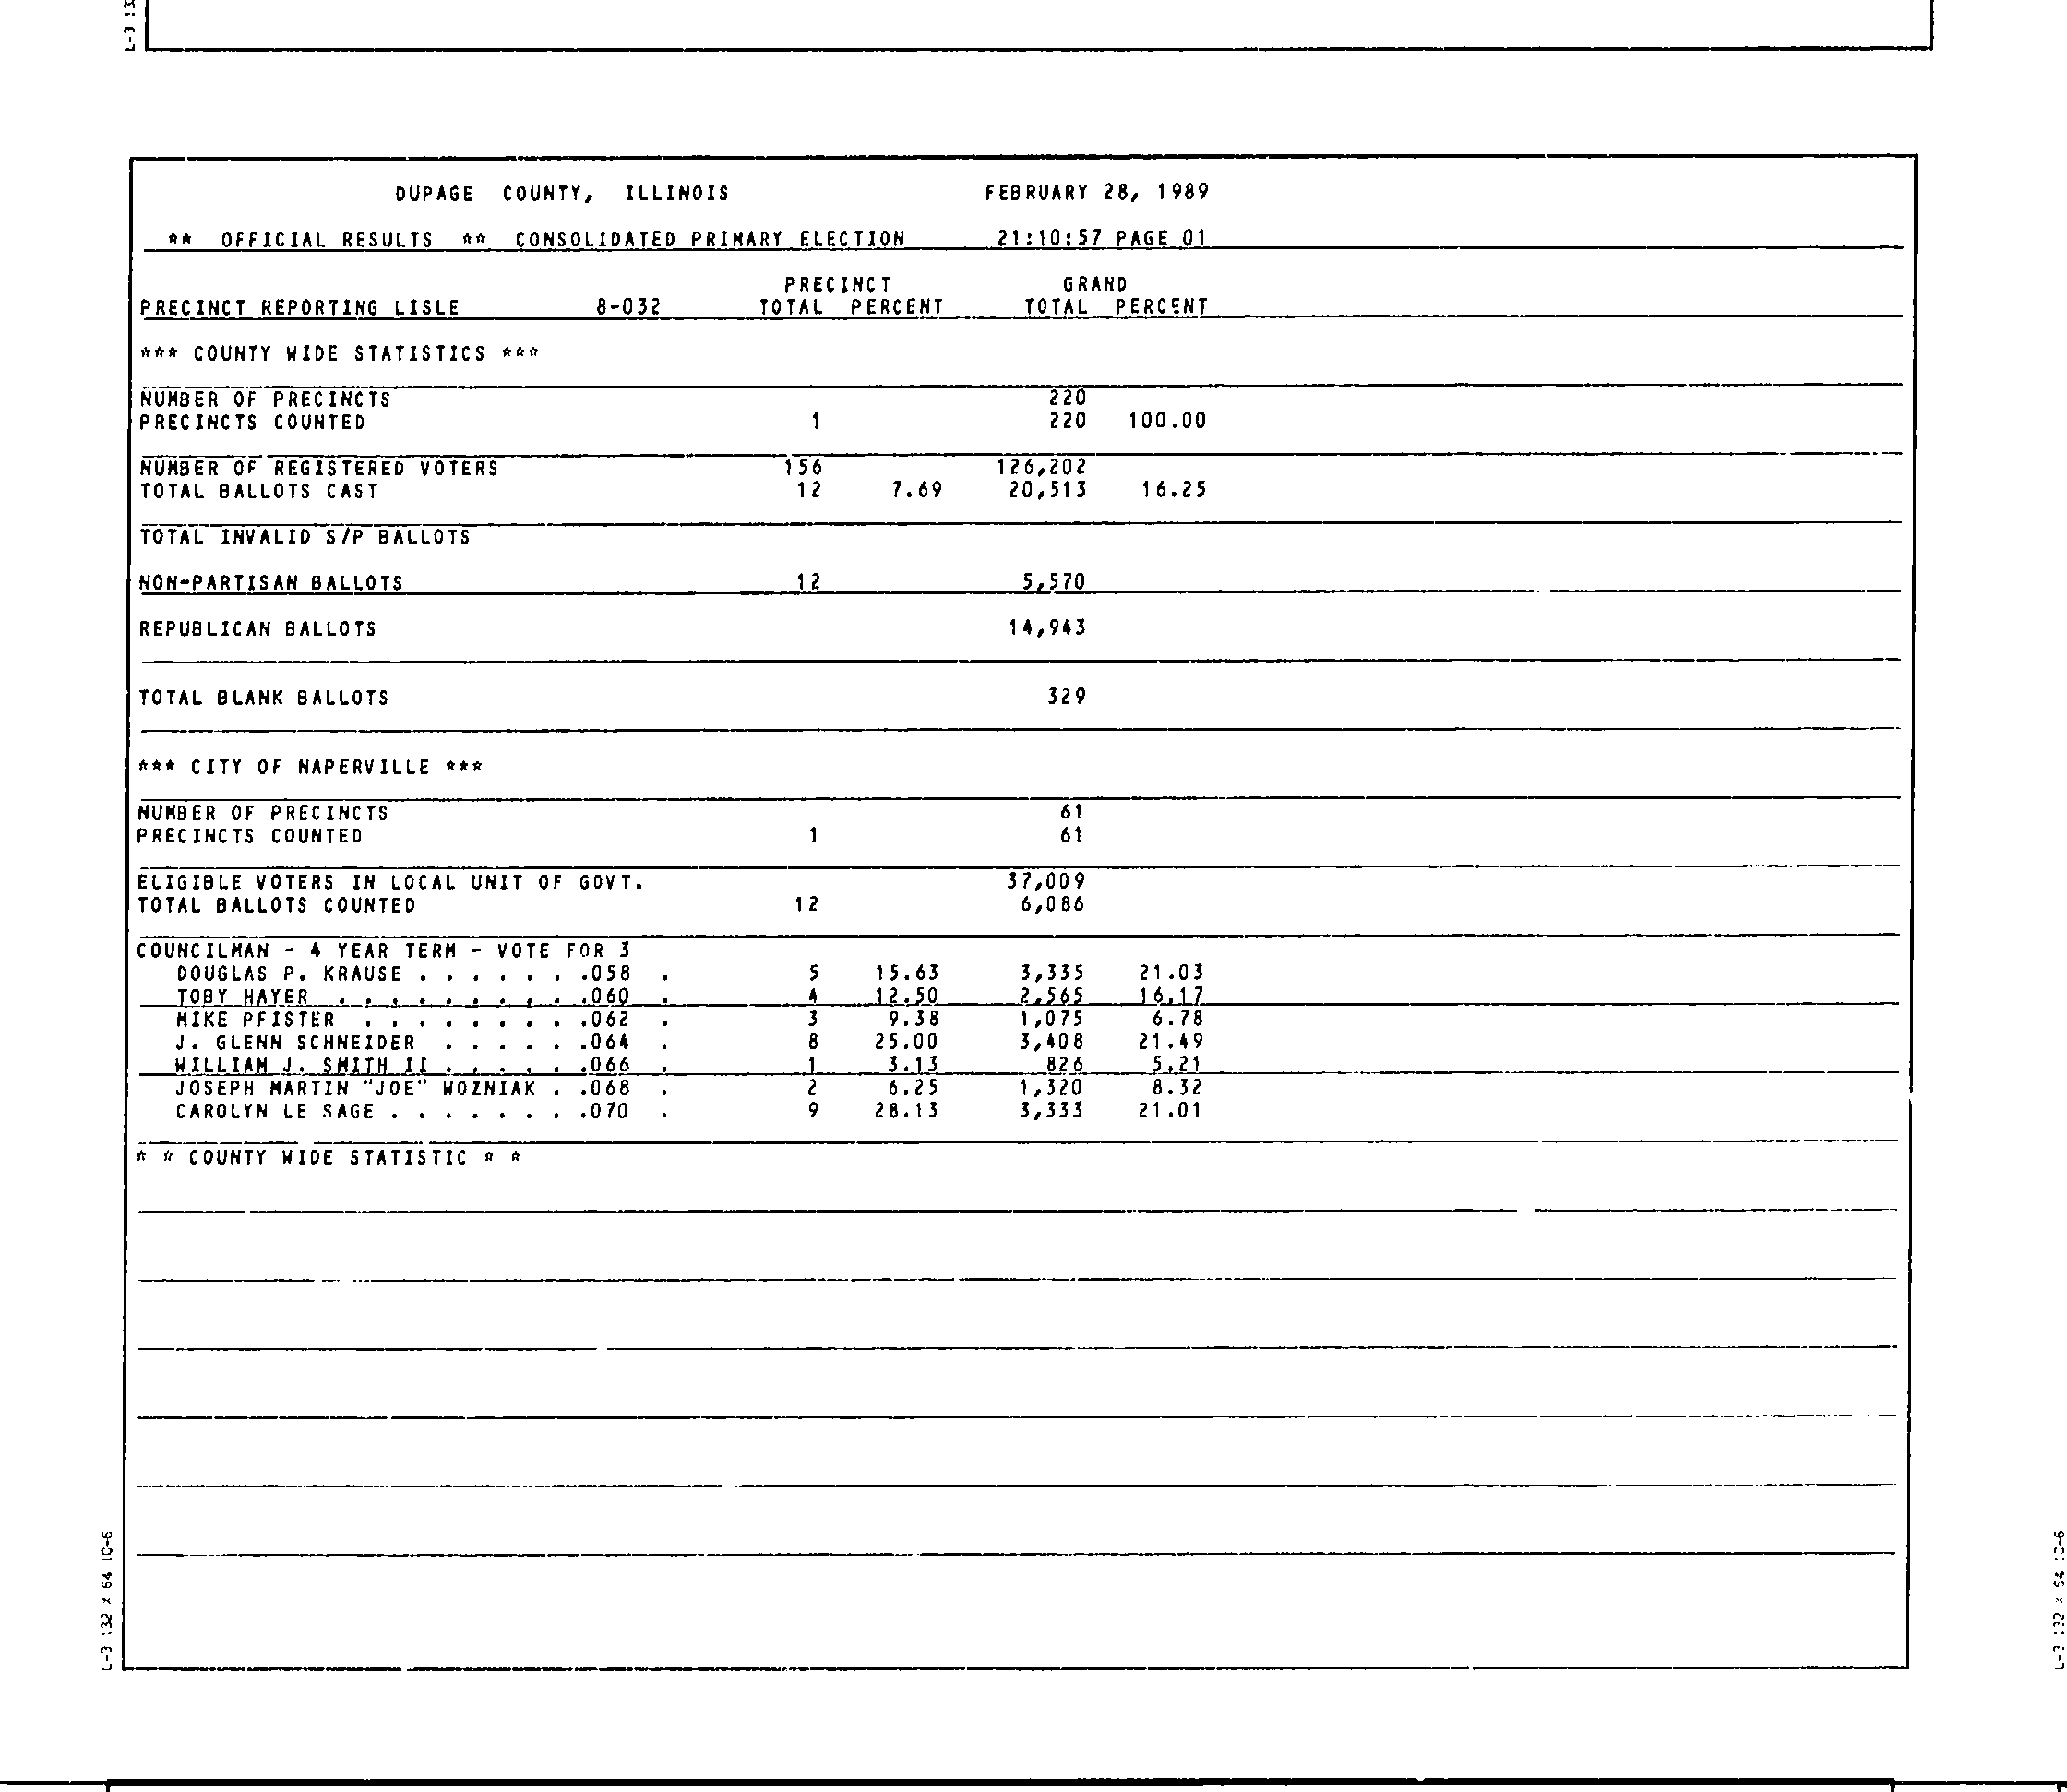 L-3 13
DUPAGE COUNTY, ILLINOIS FEBRUARY 28, 1989
** OFFICIAL RESULTS ** CONSOLIDATED PRIMARY ELECTION 21:10:57 PAGE 01
PRECINCT GRAND
PRECINCT REPORTING LISLE 8-032 TOTAL PERCENT TOTAL PERCENT
*** COUNTY WIDE STATISTICS ***
NUMBER OF PRECINCTS 220
PRECINCTS COUNTED 1 220 100.00
NUMBER OF REGISTERED VOTERS 156 126,202
TOTAL BALLOTS CAST 12 7.69 20,513 16.25
TOTAL INVALID S/P BALLOTS
NON-PARTISAN BALLOTS 12 5,570
REPUBLICAN BALLOTS 14,943
TOTAL BLANK BALLOTS 329
*** CITY OF NAPERVILLE ***
NUMBER OF PRECINCTS 61
PRECINCTS COUNTED 1 61
ELIGIBLE VOTERS IN LOCAL UNIT OF GOVT. 37,009
TOTAL BALLOTS COUNTED 12 6,086
COUNCILMAN - 4 YEAR TERM - VOTE FOR 3
DOUGLAS P. KRAUSE . . . . . . .058 . 5 15.63 3,335 21.03
TOBY HAYER . . . . . . . . . .060 . 4 12.50 2,565 16.17
MIKE PFISTER . . . . . . . . .062 . 3 9.38 1,075 6.78
J. GLENN SCHNEIDER . . . . . .064 . 8 25.00 3,408 21.49
WILLIAM J. SMITH II . . . . . .066 . 1 3.13 826 5.21
JOSEPH MARTIN "JOE" WOZNIAK . .068 . 2 6.25 1,320 8.32
CAROLYN LE SAGE . . . . . . . .070 . 9 28.13 3,333 21.01
* * COUNTY WIDE STATISTIC * *
L-3 132 x 64 10-6
L-3 132 x 64 10-6